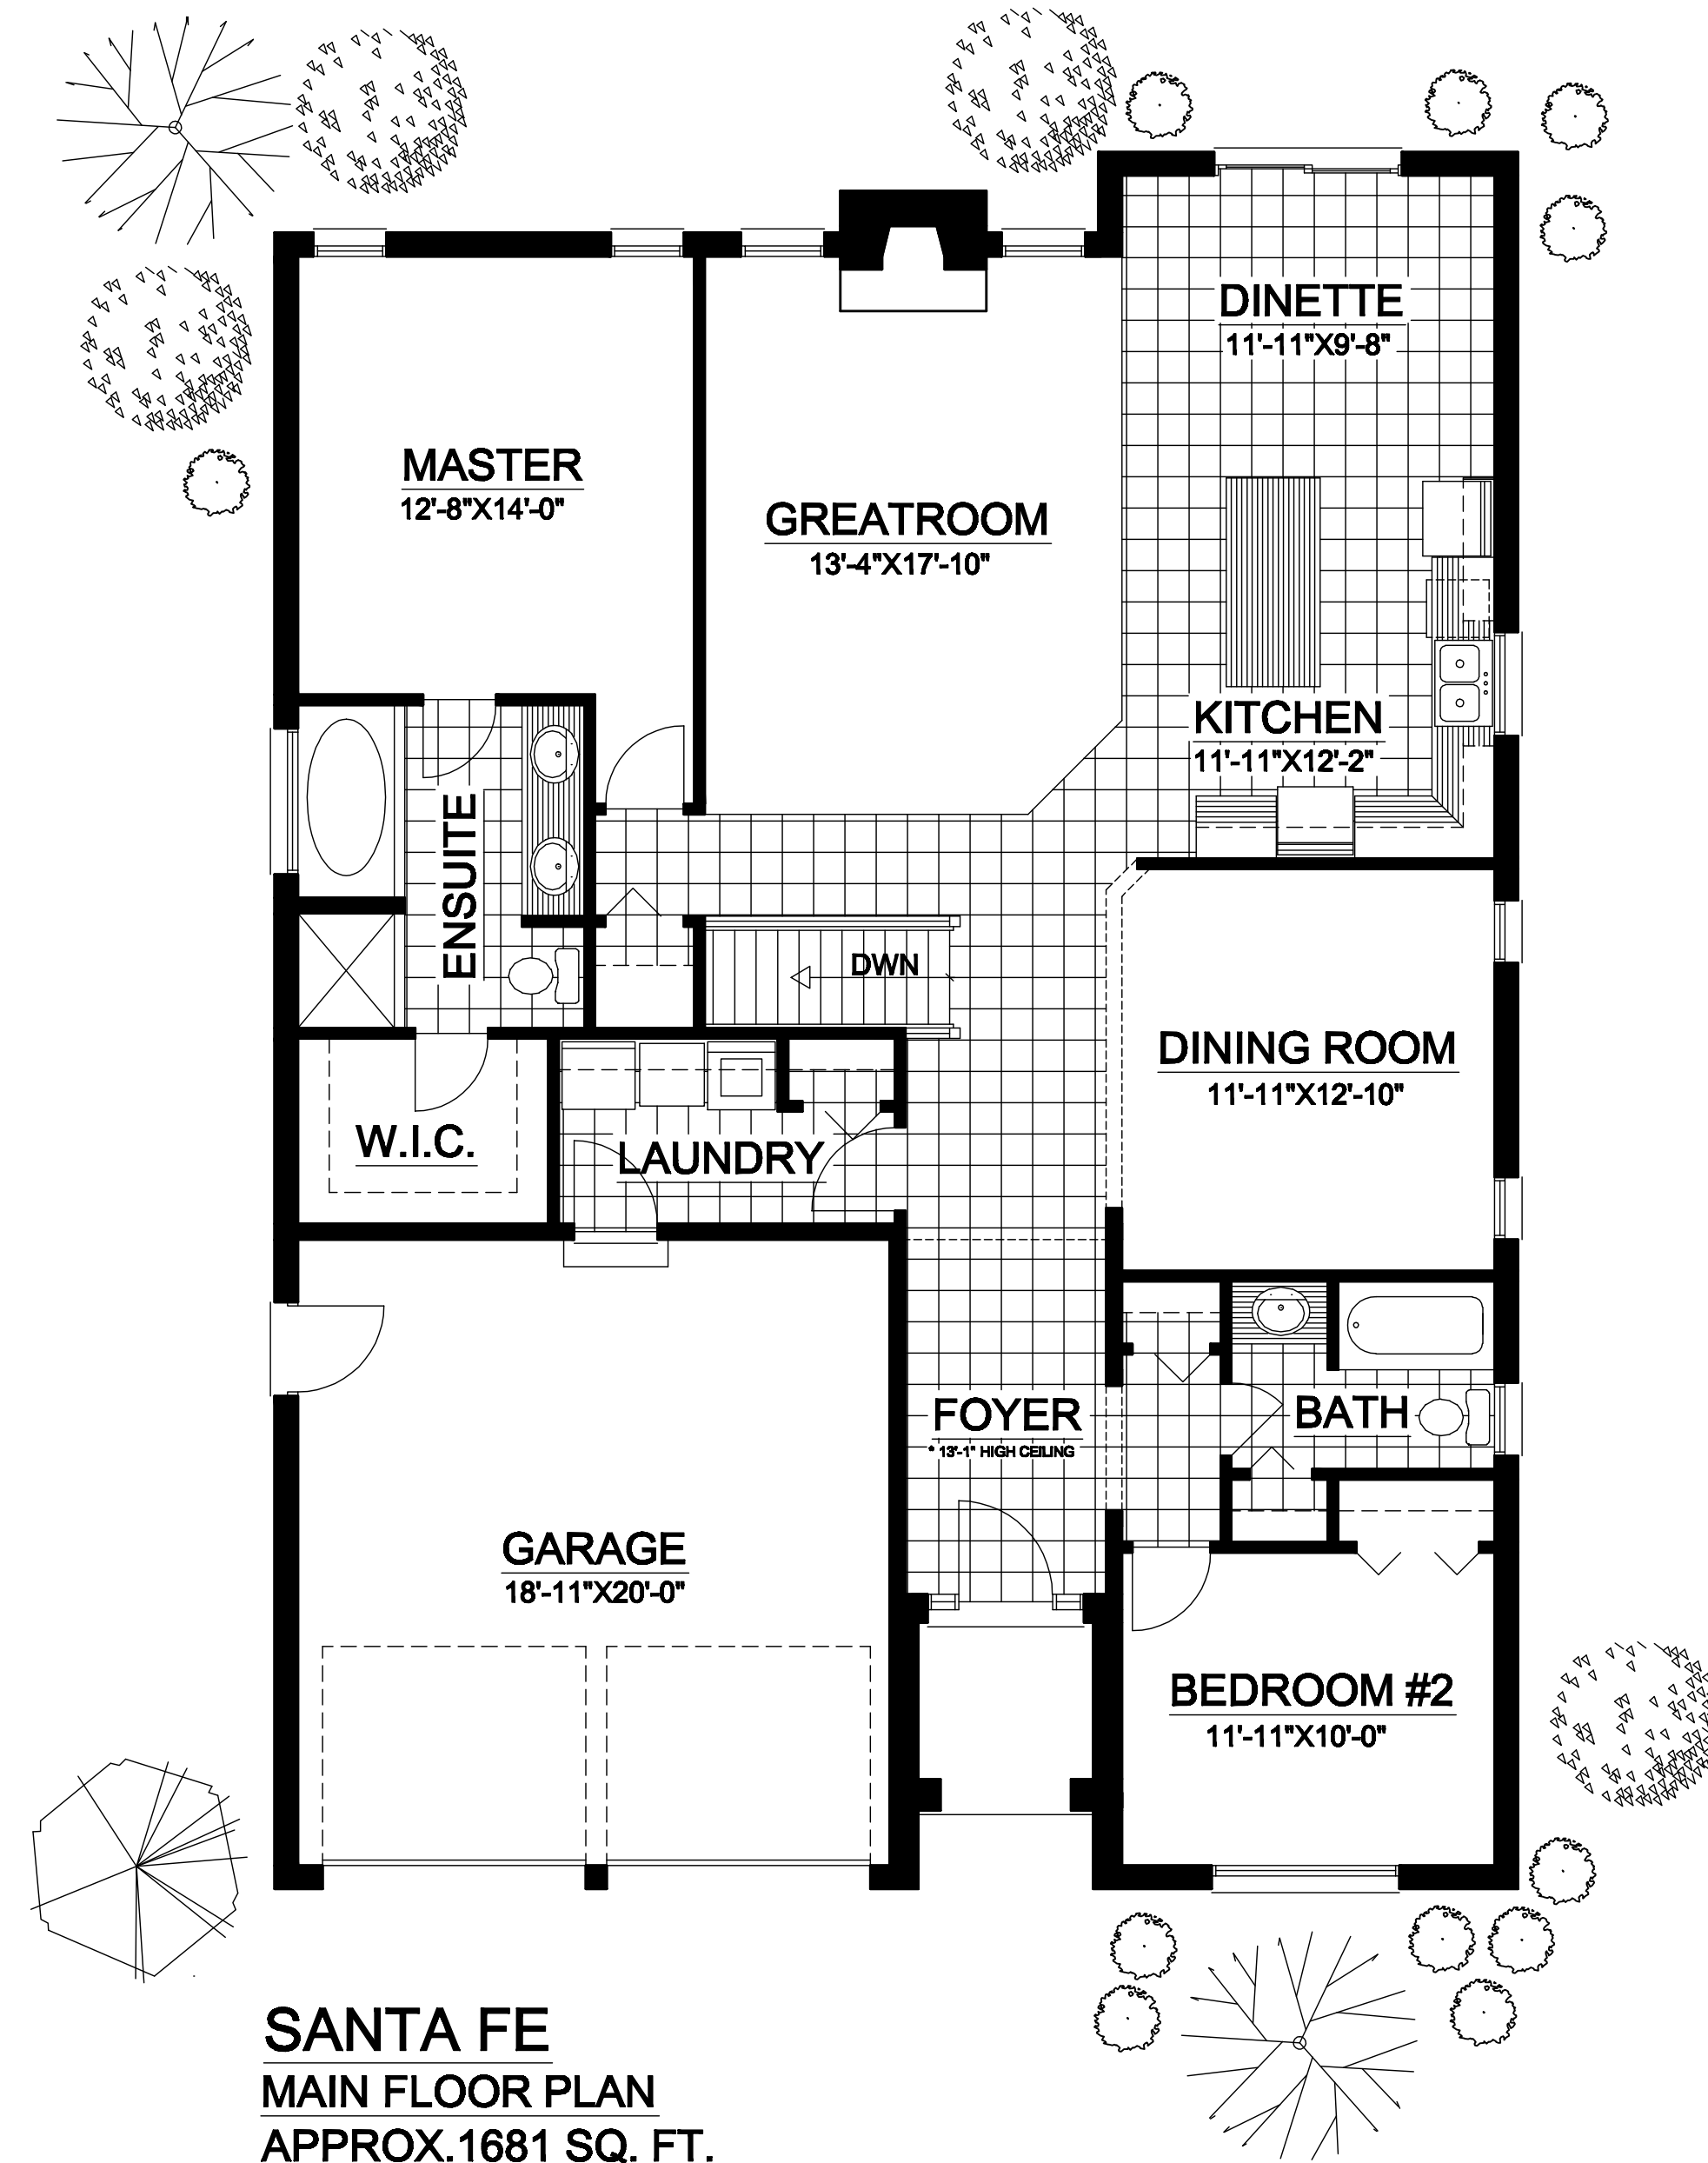 DINETTE
11'-11"X9'-8"
MASTER
12'-8"X14'-0"
GREATROOM
13'-4"X17'-10"
KITCHEN
11'-11"X12'-2"
ENSUITE
DWN
DINING ROOM
11'-11"X12'-10"
W.I.C.
LAUNDRY
FOYER
* 13'-1" HIGH CEILING
BATH
GARAGE
18'-11"X20'-0"
BEDROOM #2
11'-11"X10'-0"
SANTA FE
MAIN FLOOR PLAN
APPROX.1681 SQ. FT.